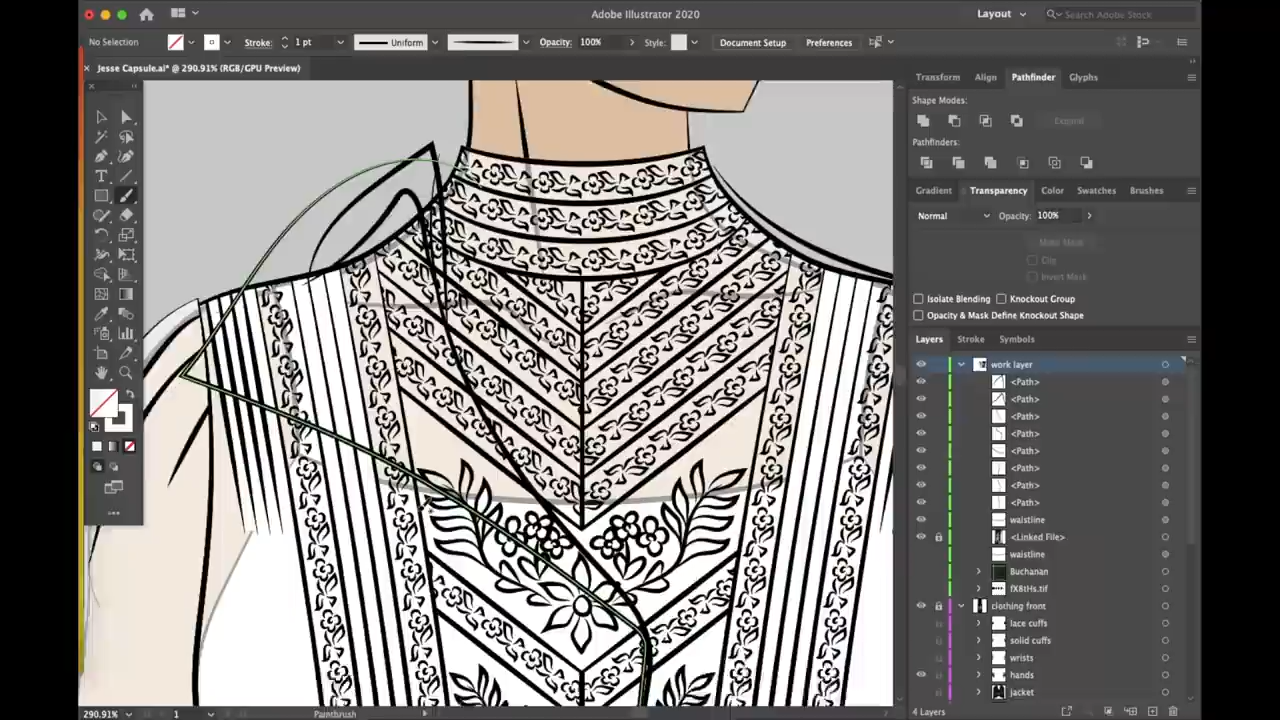 Adobe Illustrator 2020
Layout
Search Adobe Stock
No Selection
Stroke:
1 pt
Uniform
Opacity:
100%
Style:
Document Setup
Preferences
Jesse Capsule.ai* @ 290.91% (RGB/GPU Preview)
Transform
Align
Pathfinder
Glyphs
Shape Modes:
Expand
Pathfinders:
Gradient
Transparency
Color
Swatches
Brushes
Normal
Opacity:
100%
Make Mask
Clip
Invert Mask
Isolate Blending
Knockout Group
Opacity & Mask Define Knockout Shape
Layers
Stroke
Symbols
work layer
<Path>
<Path>
<Path>
<Path>
<Path>
<Path>
<Path>
<Path>
waistline
<Linked File>
waistline
Buchanan
fX8tHs.tif
clothing front
lace cuffs
solid cuffs
wrists
hands
jacket
290.91%
1
Paintbrush
4 Layers